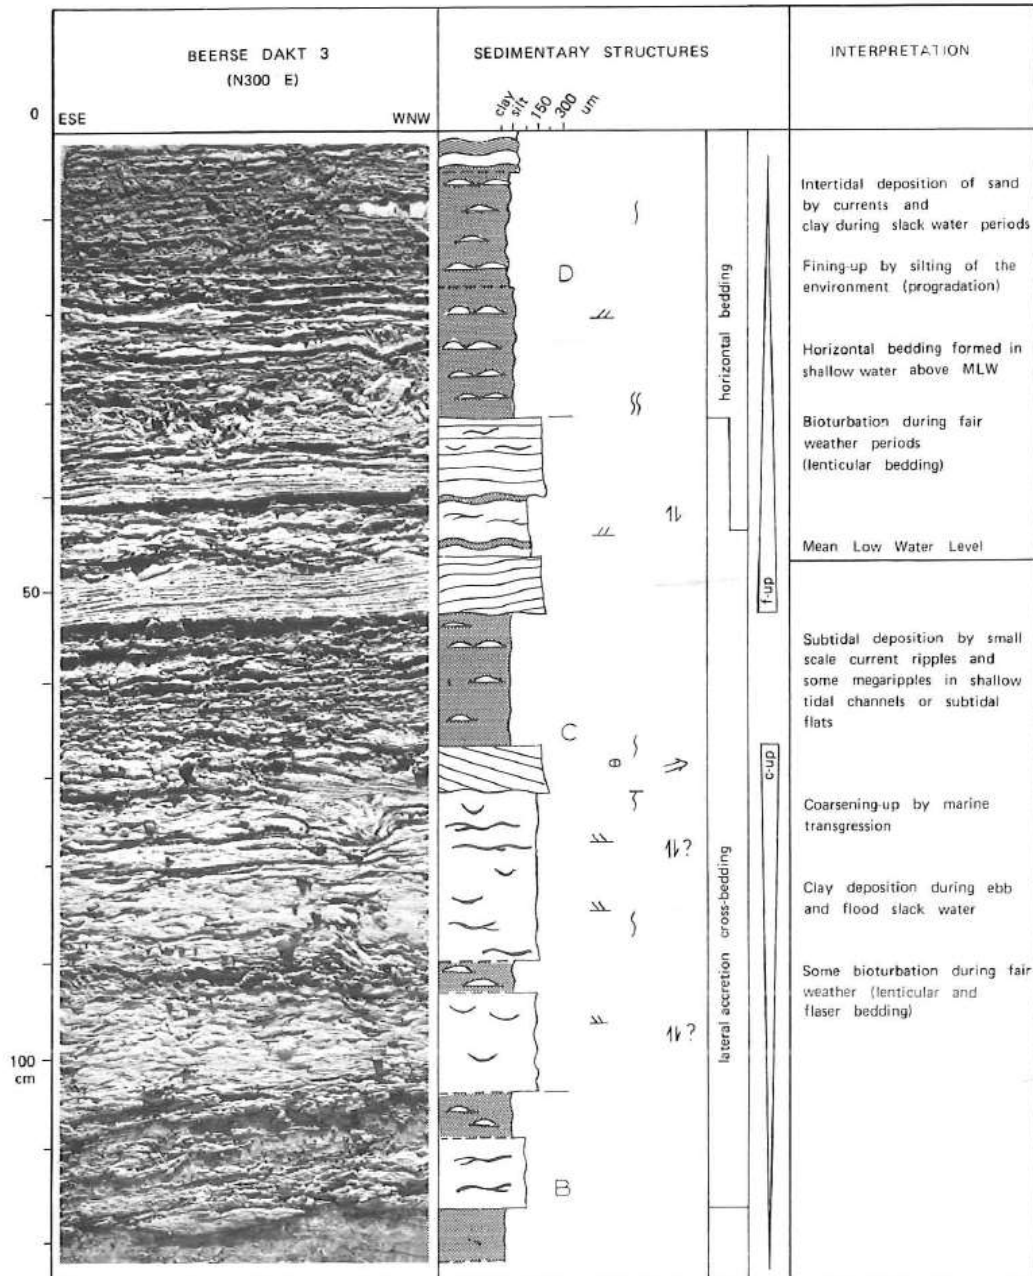 BEERSE DAKT 3
(N300 E)
SEDIMENTARY STRUCTURES
INTERPRETATION
0
ESE
WNW
clay
silt
150
300
um
Intertidal deposition of sand
by currents and
clay during slack water periods
Fining-up by silting of the
environment (progradation)
D
horizontal bedding
Horizontal bedding formed in
shallow water above MLW
Bioturbation during fair
weather periods
(lenticular bedding)
Mean Low Water Level
50
f-up
Subtidal deposition by small
scale current ripples and
some megaripples in shallow
tidal channels or subtidal
flats
C
c-up
Coarsening-up by marine
transgression
?
lateral accretion cross-bedding
Clay deposition during ebb
and flood slack water
Some bioturbation during fair
weather (lenticular and
flaser bedding)
?
100
cm
B